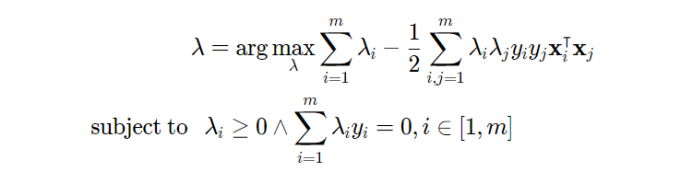 λ = arg max_λ ∑_{i=1}^{m} λ_i − \frac{1}{2} ∑_{i,j=1}^{m} λ_i λ_j y_i y_j 𝐱_i^⊺ 𝐱_j
subject to λ_i ≥ 0 ∧ ∑_{i=1}^{m} λ_i y_i = 0, i ∈ [1, m]